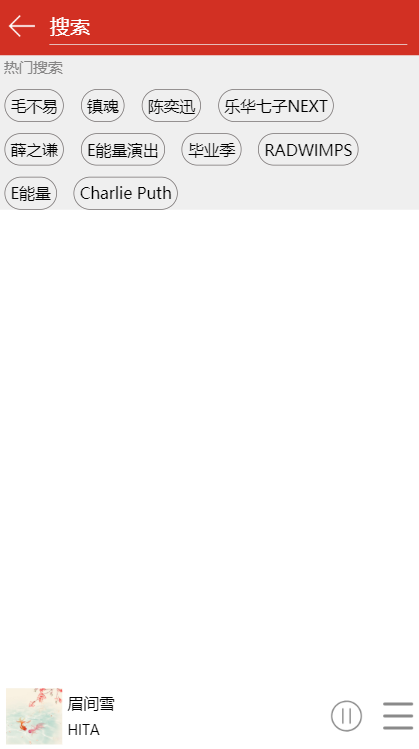 搜索
热门搜索
毛不易 镇魂 陈奕迅 乐华七子NEXT
薛之谦 E能量演出 毕业季 RADWIMPS
E能量 Charlie Puth
眉间雪
HITA